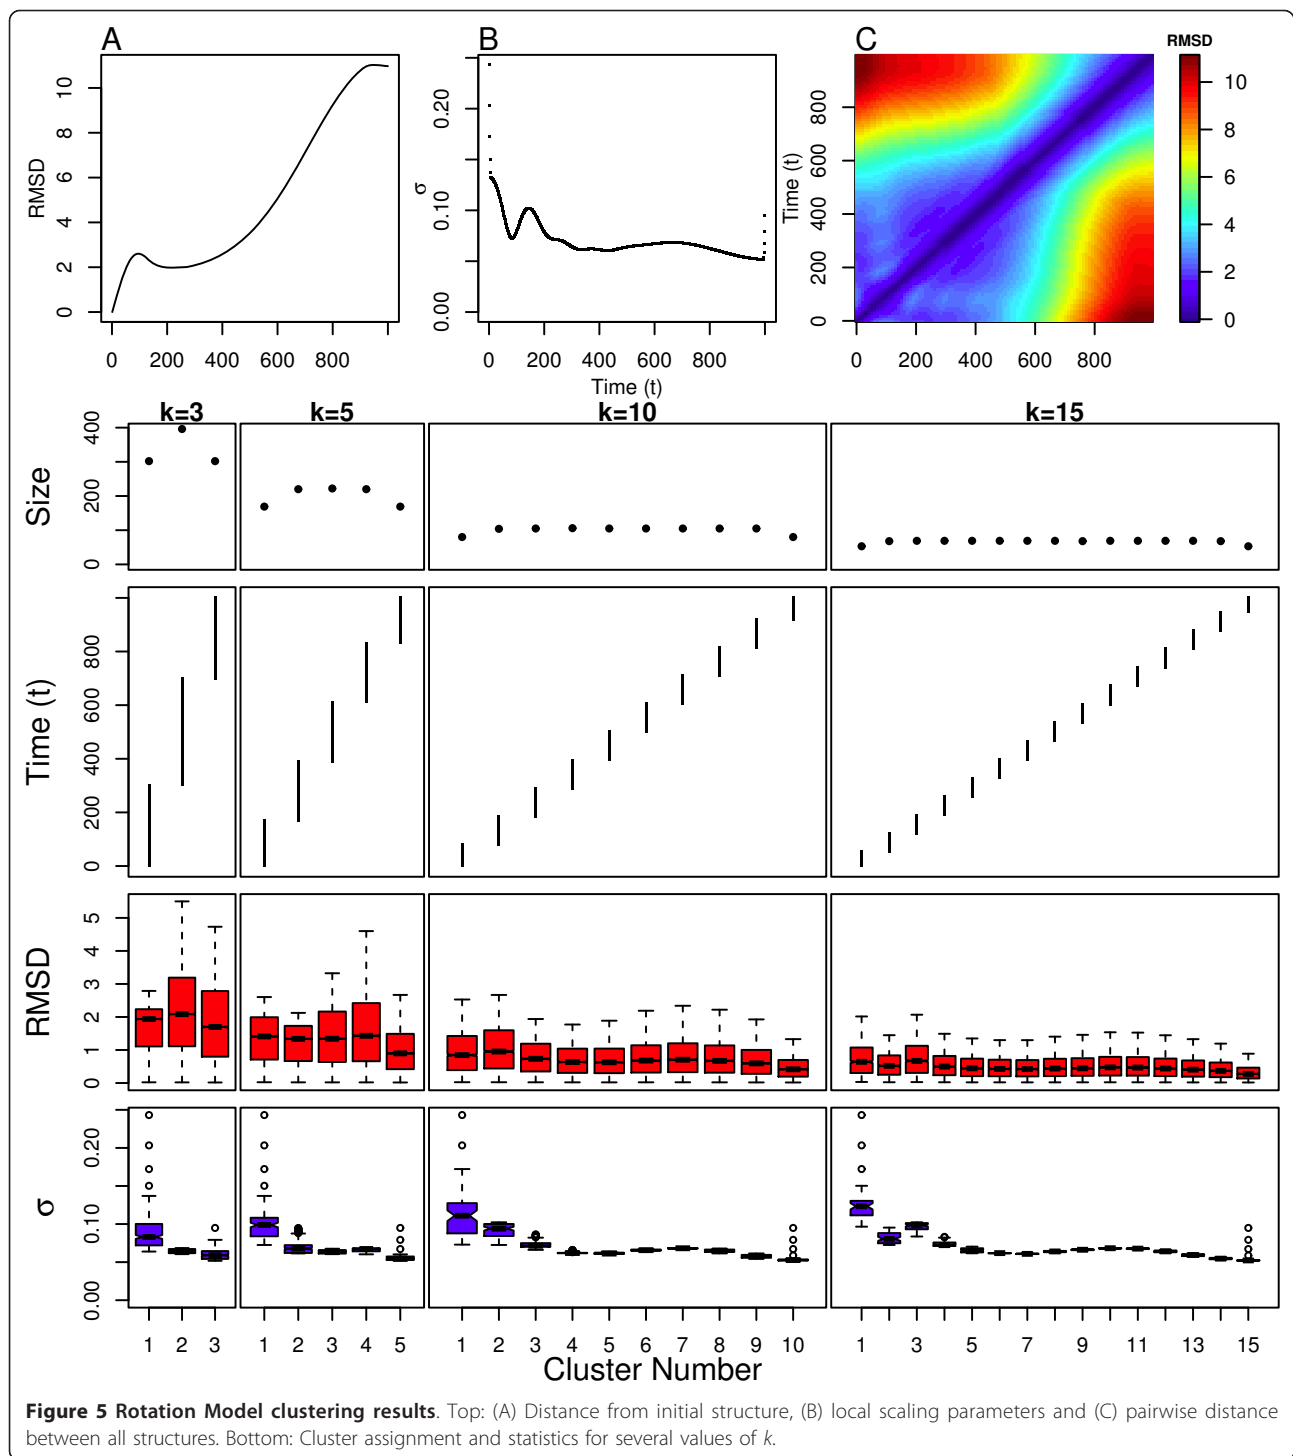 A
B
C
RMSD
RMSD
0 2 4 6 8 10
0 200 400 600 800
σ
0.00 0.10 0.20
0 200 400 600 800
Time (t)
Time (t)
0 200 400 600 800
0 200 400 600 800
10
8
6
4
2
0
k=3
k=5
k=10
k=15
Size
0 200 400
Time (t)
0 200 400 600 800
RMSD
0 1 2 3 4 5
σ
0.00 0.10 0.20
1 2 3
1 2 3 4 5
1 2 3 4 5 6 7 8 9 10
1 3 5 7 9 11 13 15
Cluster Number
Figure 5 Rotation Model clustering results. Top: (A) Distance from initial structure, (B) local scaling parameters and (C) pairwise distance
between all structures. Bottom: Cluster assignment and statistics for several values of k.